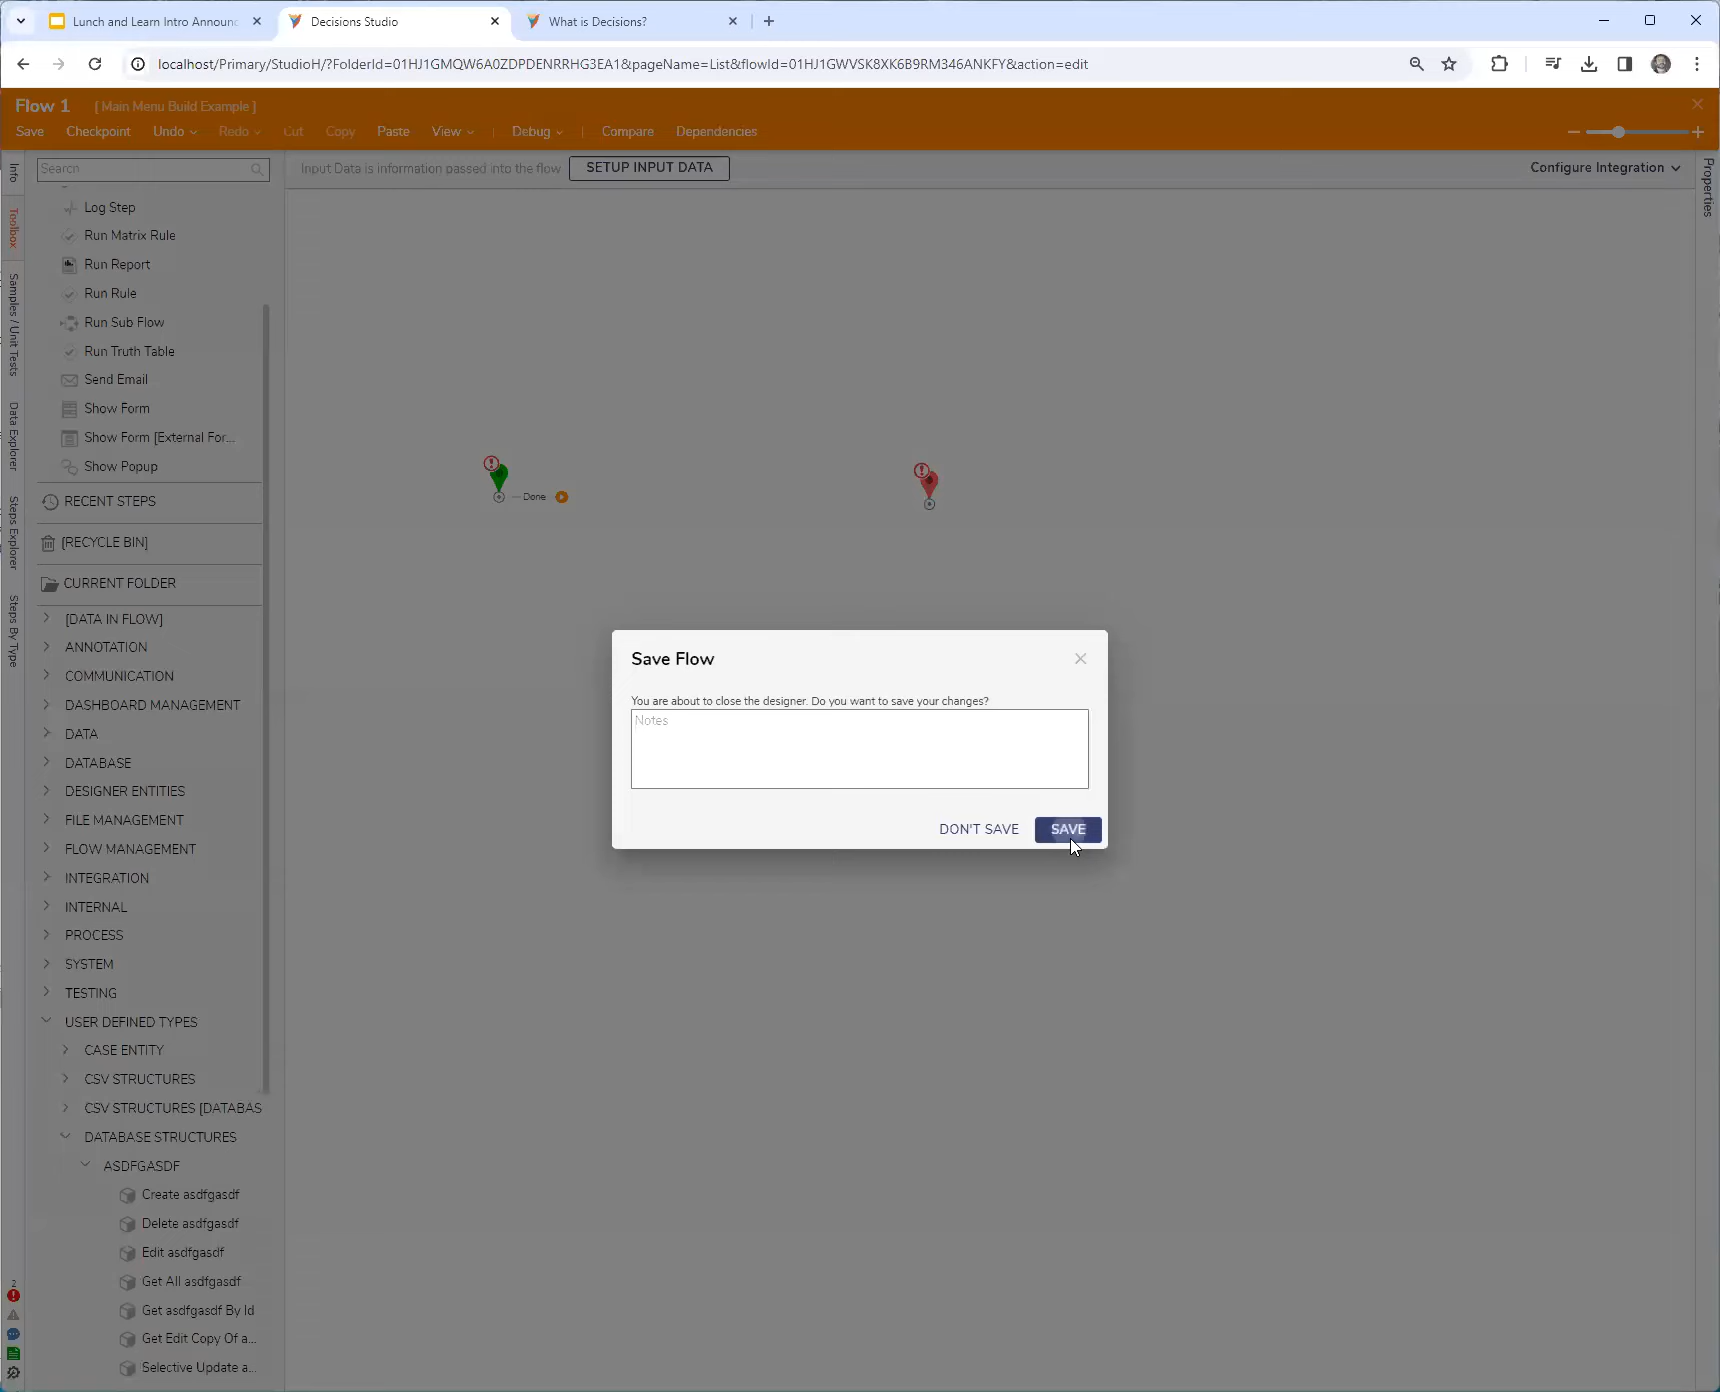 Lunch and Learn Intro Announc
Decisions Studio
What is Decisions?
localhost/Primary/StudioH/?FolderId=01HJ1GMQW6A0ZDPDENRRHG3EA1&pageName=List&flowId=01HJ1GWVSK8XK6B9RM346ANKFY&action=edit
Flow 1 [ Main Menu Build Example ]
Save Checkpoint Undo Redo Cut Copy Paste View Debug Compare Dependencies
Info
Toolbox
Samples / Unit Tests
Data Explorer
Steps Explorer
Steps By Type
Search
Input Data is information passed into the flow SETUP INPUT DATA
Configure Integration
Properties
Log Step
Run Matrix Rule
Run Report
Run Rule
Run Sub Flow
Run Truth Table
Send Email
Show Form
Show Form [External For...
Show Popup
RECENT STEPS
[RECYCLE BIN]
CURRENT FOLDER
[DATA IN FLOW]
ANNOTATION
COMMUNICATION
DASHBOARD MANAGEMENT
DATA
DATABASE
DESIGNER ENTITIES
FILE MANAGEMENT
FLOW MANAGEMENT
INTEGRATION
INTERNAL
PROCESS
SYSTEM
TESTING
USER DEFINED TYPES
CASE ENTITY
CSV STRUCTURES
CSV STRUCTURES [DATABAS
DATABASE STRUCTURES
ASDFGASDF
Create asdfgasdf
Delete asdfgasdf
Edit asdfgasdf
Get All asdfgasdf
Get asdfgasdf By Id
Get Edit Copy Of a...
Selective Update a...
2
Done
Save Flow
You are about to close the designer. Do you want to save your changes?
Notes
DON'T SAVE SAVE